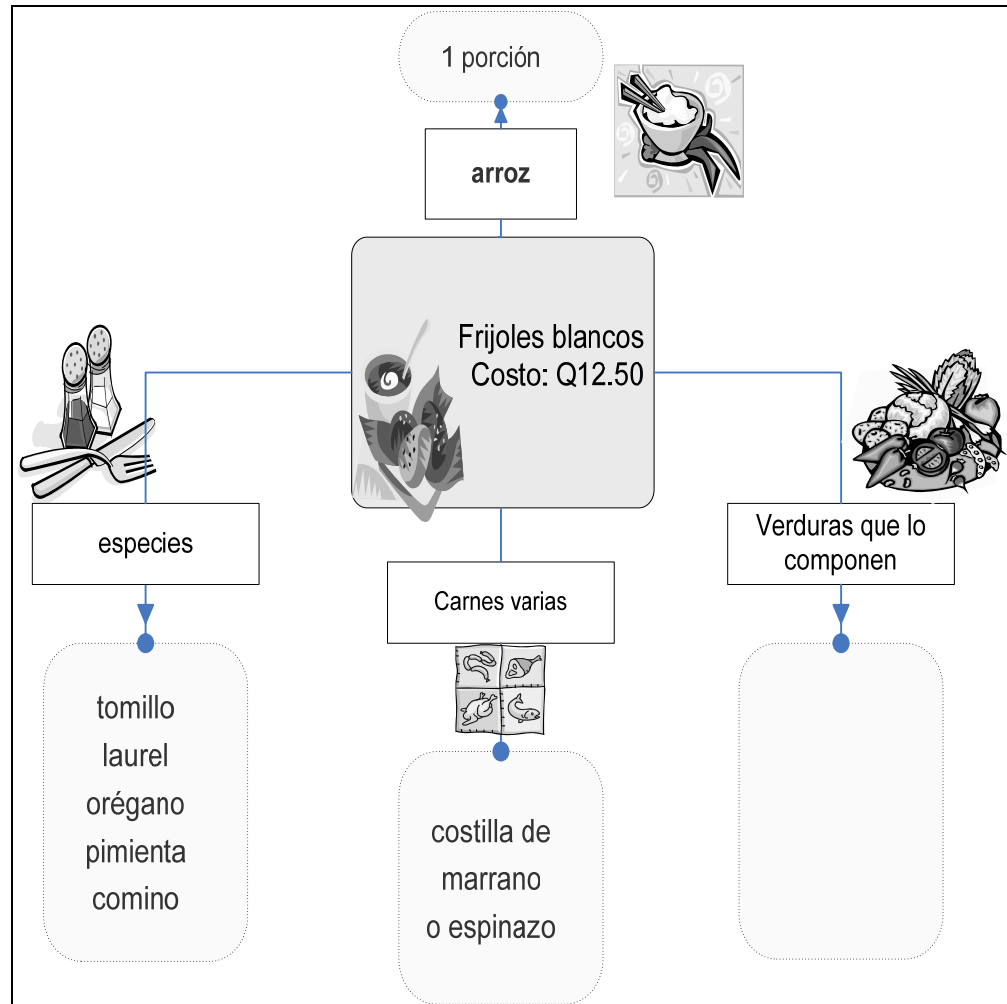 1 porción
arroz
Frijoles blancos
Costo: Q12.50
especies
Carnes varias
Verduras que lo
componen
tomillo
laurel
orégano
pimienta
comino
costilla de
marrano
o espinazo